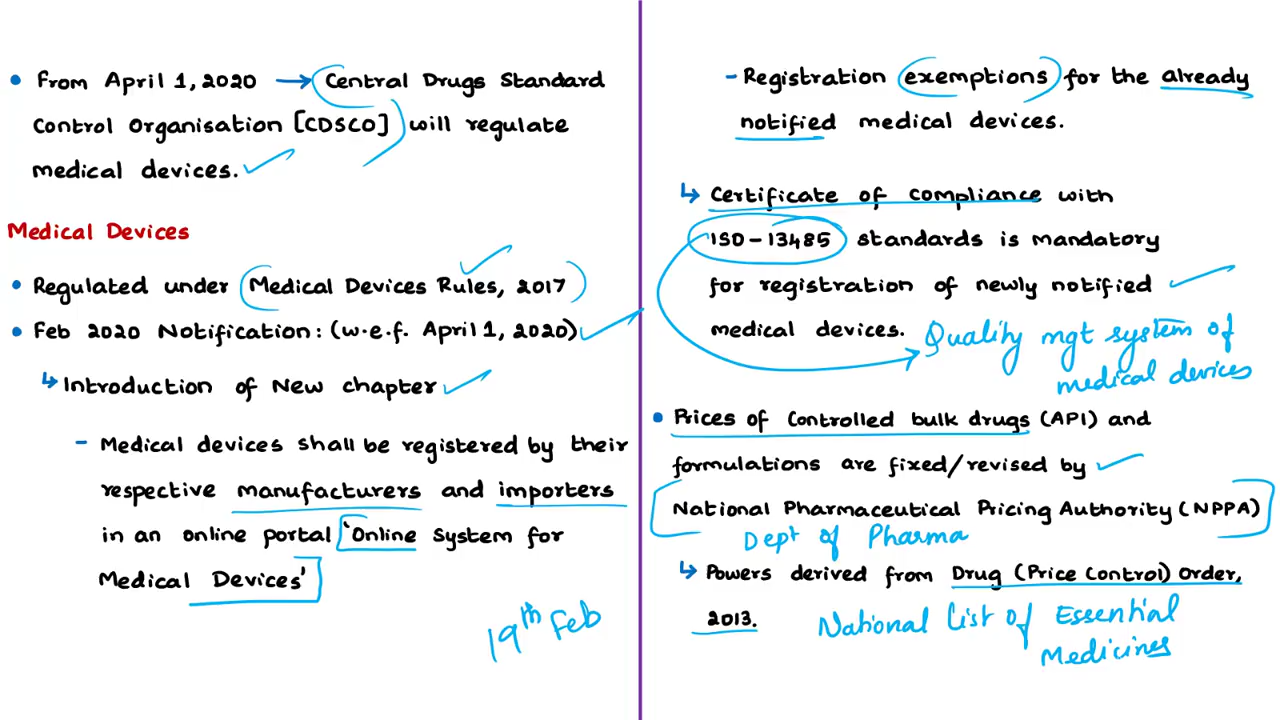 • From April 1, 2020 → Central Drugs Standard
Control Organisation [CDSCO] will regulate
medical devices.
Medical Devices
• Regulated under Medical Devices Rules, 2017
• Feb 2020 Notification: (w.e.f. April 1, 2020)
↳ Introduction of New chapter
- Medical devices shall be registered by their
respective manufacturers and importers
in an online portal 'Online System for
Medical Devices'
19th Feb
- Registration exemptions for the already
notified medical devices.
↳ Certificate of compliance with
ISO-13485 standards is mandatory
for registration of newly notified
medical devices.
Quality mgt system of
medical devices
• Prices of Controlled bulk drugs (API) and
formulations are fixed/revised by
National Pharmaceutical Pricing Authority (NPPA)
Dept of Pharma
↳ Powers derived from Drug (Price Control) Order,
2013.
National List of Essential
Medicines